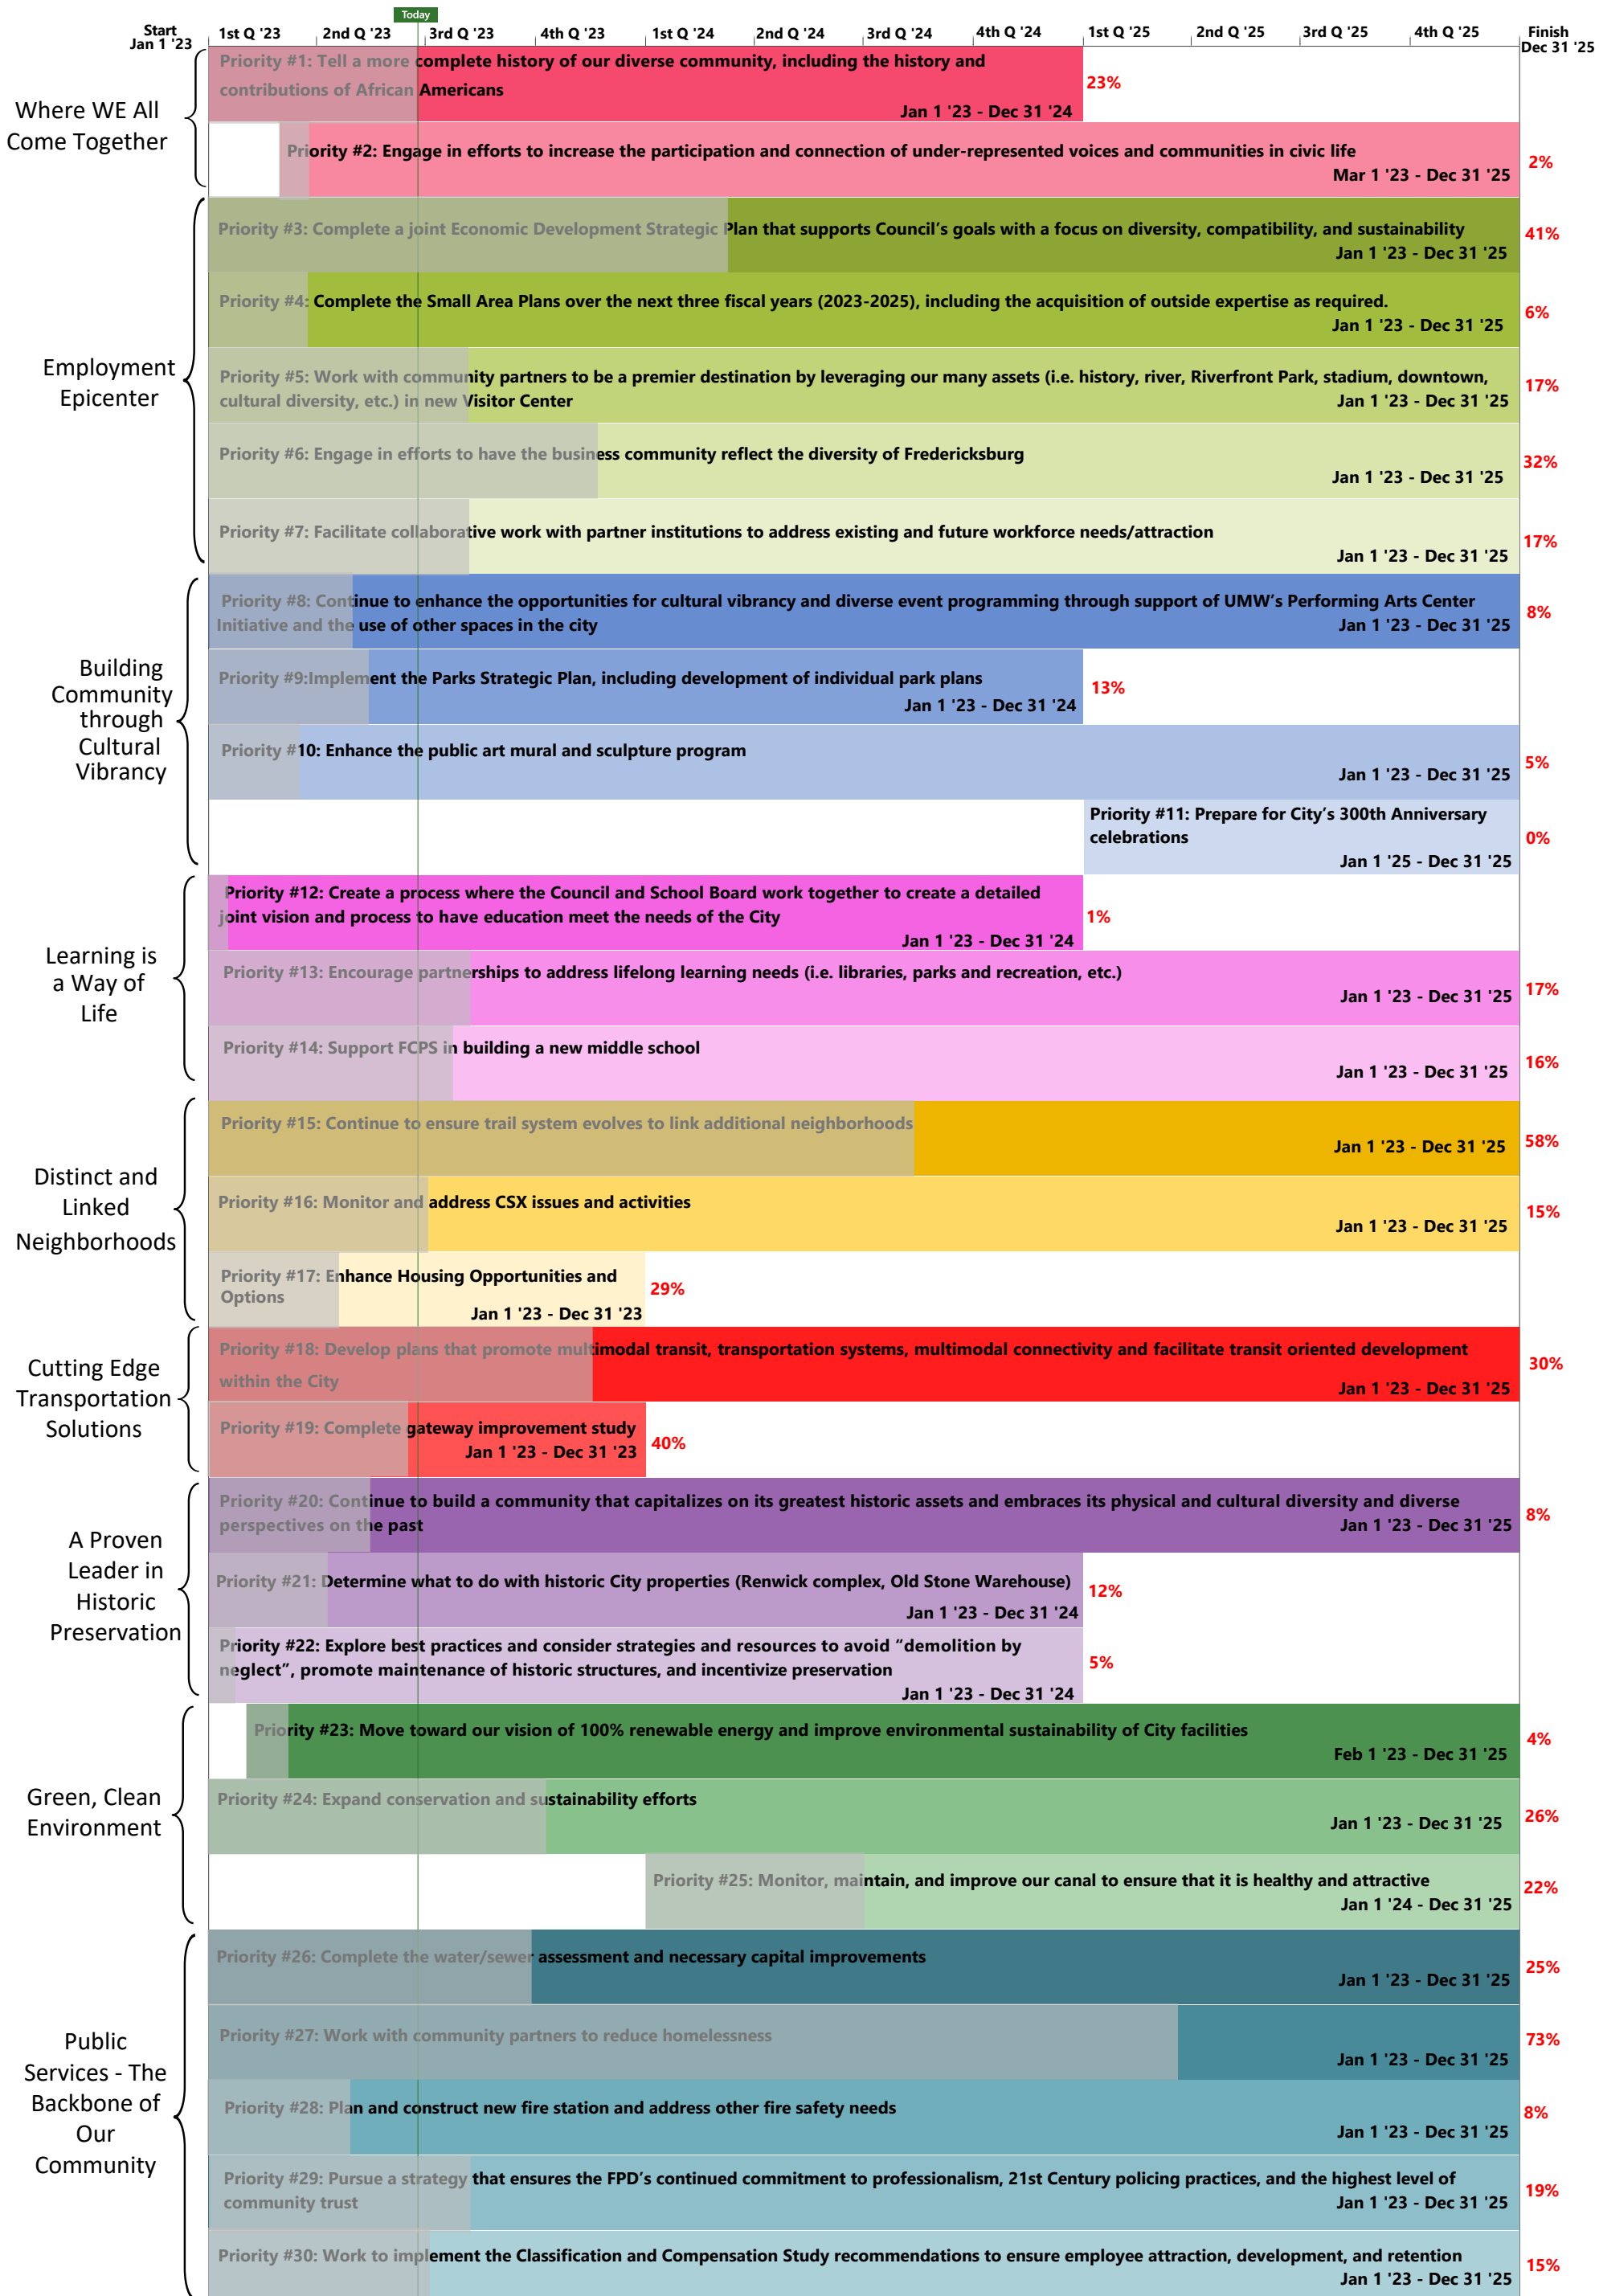 Today
Start
Jan 1 '23
1st Q '23
2nd Q '23
3rd Q '23
4th Q '23
1st Q '24
2nd Q '24
3rd Q '24
4th Q '24
1st Q '25
2nd Q '25
3rd Q '25
4th Q '25
Finish
Dec 31 '25
Where WE All
Come Together
Priority #1: Tell a more complete history of our diverse community, including the history and
contributions of African Americans
Jan 1 '23 - Dec 31 '24
23%
Priority #2: Engage in efforts to increase the participation and connection of under-represented voices and communities in civic life
Mar 1 '23 - Dec 31 '25
2%
Employment
Epicenter
Priority #3: Complete a joint Economic Development Strategic Plan that supports Council's goals with a focus on diversity, compatibility, and sustainability
Jan 1 '23 - Dec 31 '25
41%
Priority #4: Complete the Small Area Plans over the next three fiscal years (2023-2025), including the acquisition of outside expertise as required.
Jan 1 '23 - Dec 31 '25
6%
Priority #5: Work with community partners to be a premier destination by leveraging our many assets (i.e. history, river, Riverfront Park, stadium, downtown,
cultural diversity, etc.) in new Visitor Center
Jan 1 '23 - Dec 31 '25
17%
Priority #6: Engage in efforts to have the business community reflect the diversity of Fredericksburg
Jan 1 '23 - Dec 31 '25
32%
Priority #7: Facilitate collaborative work with partner institutions to address existing and future workforce needs/attraction
Jan 1 '23 - Dec 31 '25
17%
Building
Community
through
Cultural
Vibrancy
Priority #8: Continue to enhance the opportunities for cultural vibrancy and diverse event programming through support of UMW's Performing Arts Center
Initiative and the use of other spaces in the city
Jan 1 '23 - Dec 31 '25
8%
Priority #9:Implement the Parks Strategic Plan, including development of individual park plans
Jan 1 '23 - Dec 31 '24
13%
Priority #10: Enhance the public art mural and sculpture program
Jan 1 '23 - Dec 31 '25
5%
Priority #11: Prepare for City's 300th Anniversary
celebrations
Jan 1 '25 - Dec 31 '25
0%
Learning is
a Way of
Life
Priority #12: Create a process where the Council and School Board work together to create a detailed
joint vision and process to have education meet the needs of the City
Jan 1 '23 - Dec 31 '24
1%
Priority #13: Encourage partnerships to address lifelong learning needs (i.e. libraries, parks and recreation, etc.)
Jan 1 '23 - Dec 31 '25
17%
Priority #14: Support FCPS in building a new middle school
Jan 1 '23 - Dec 31 '25
16%
Distinct and
Linked
Neighborhoods
Priority #15: Continue to ensure trail system evolves to link additional neighborhoods
Jan 1 '23 - Dec 31 '25
58%
Priority #16: Monitor and address CSX issues and activities
Jan 1 '23 - Dec 31 '25
15%
Priority #17: Enhance Housing Opportunities and
Options
Jan 1 '23 - Dec 31 '23
29%
Cutting Edge
Transportation
Solutions
Priority #18: Develop plans that promote multimodal transit, transportation systems, multimodal connectivity and facilitate transit oriented development
within the City
Jan 1 '23 - Dec 31 '25
30%
Priority #19: Complete gateway improvement study
Jan 1 '23 - Dec 31 '23
40%
A Proven
Leader in
Historic
Preservation
Priority #20: Continue to build a community that capitalizes on its greatest historic assets and embraces its physical and cultural diversity and diverse
perspectives on the past
Jan 1 '23 - Dec 31 '25
8%
Priority #21: Determine what to do with historic City properties (Renwick complex, Old Stone Warehouse)
Jan 1 '23 - Dec 31 '24
12%
Priority #22: Explore best practices and consider strategies and resources to avoid “demolition by
neglect”, promote maintenance of historic structures, and incentivize preservation
Jan 1 '23 - Dec 31 '24
5%
Green, Clean
Environment
Priority #23: Move toward our vision of 100% renewable energy and improve environmental sustainability of City facilities
Feb 1 '23 - Dec 31 '25
4%
Priority #24: Expand conservation and sustainability efforts
Jan 1 '23 - Dec 31 '25
26%
Priority #25: Monitor, maintain, and improve our canal to ensure that it is healthy and attractive
Jan 1 '24 - Dec 31 '25
22%
Public
Services - The
Backbone of
Our
Community
Priority #26: Complete the water/sewer assessment and necessary capital improvements
Jan 1 '23 - Dec 31 '25
25%
Priority #27: Work with community partners to reduce homelessness
Jan 1 '23 - Dec 31 '25
73%
Priority #28: Plan and construct new fire station and address other fire safety needs
Jan 1 '23 - Dec 31 '25
8%
Priority #29: Pursue a strategy that ensures the FPD's continued commitment to professionalism, 21st Century policing practices, and the highest level of
community trust
Jan 1 '23 - Dec 31 '25
19%
Priority #30: Work to implement the Classification and Compensation Study recommendations to ensure employee attraction, development, and retention
Jan 1 '23 - Dec 31 '25
15%